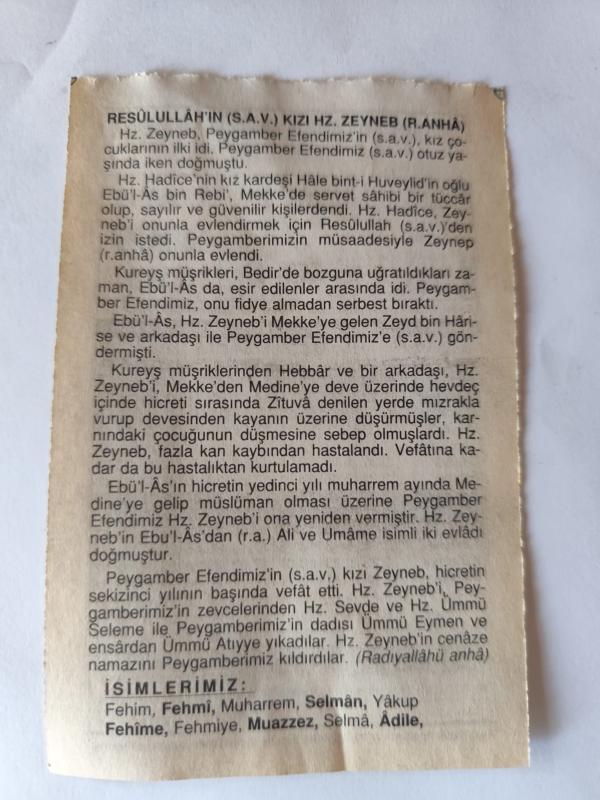 RESÛLULLÂH'IN (S.A.V.) KIZI HZ. ZEYNEB (R.ANHÂ)
Hz. Zeyneb, Peygamber Efendimiz'in (s.a.v.), kız ço-
cuklarının ilki idi. Peygamber Efendimiz (s.a.v.) otuz ya-
şında iken doğmuştu.
Hz. Hadîce'nin kız kardeşi Hâle bint-i Huveylid'in oğlu
Ebü'l-Âs bin Rebi', Mekke'de servet sâhibi bir tüccâr
olup, sayılır ve güvenilir kişilerdendi. Hz. Hadîce, Zey-
neb'i onunla evlendirmek için Resûlullah (s.a.v.)'den
izin istedi. Peygamberimizin müsaadesiyle Zeynep
(r.anhâ) onunla evlendi.
Kureyş müşrikleri, Bedir'de bozguna uğratıldıkları za-
man, Ebü'l-Âs da, esir edilenler arasında idi. Peygam-
ber Efendimiz, onu fidye almadan serbest bıraktı.
Ebü'l-Âs, Hz. Zeyneb'i Mekke'ye gelen Zeyd bin Hâri-
se ve arkadaşı ile Peygamber Efendimiz'e (s.a.v.) gön-
dermişti.
Kureyş müşriklerinden Hebbâr ve bir arkadaşı, Hz.
Zeyneb'i, Mekke'den Medine'ye deve üzerinde hevdeç
içinde hicreti sırasında Zîtuvâ denilen yerde mızrakla
vurup devesinden kayanın üzerine düşürmüşler, kar-
nındaki çocuğunun düşmesine sebep olmuşlardı. Hz.
Zeyneb, fazla kan kaybından hastalandı. Vefâtına ka-
dar da bu hastalıktan kurtulamadı.
Ebü'l-Âs'ın hicretin yedinci yılı muharrem ayında Me-
dine'ye gelip müslüman olması üzerine Peygamber
Efendimiz Hz. Zeyneb'i ona yeniden vermiştir. Hz. Zey-
neb'in Ebu'l-Âs'dan (r.a.) Ali ve Umâme isimli iki evlâdı
doğmuştur.
Peygamber Efendimiz'in (s.a.v.) kızı Zeyneb, hicretin
sekizinci yılının başında vefât etti. Hz. Zeyneb'i, Pey-
gamberimiz'in zevcelerinden Hz. Sevde ve Hz. Ümmü
Seleme ile Peygamberimiz'in dadısı Ümmü Eymen ve
ensârdan Ümmü Atıyye yıkadılar. Hz. Zeyneb'in cenâze
namazını Peygamberimiz kıldırdılar. (Radıyallâhü anhâ)
İSİMLERİMİZ:
Fehim, Fehmî, Muharrem, Selmân, Yâkup
Fehîme, Fehmiye, Muazzez, Selmâ, Âdile,